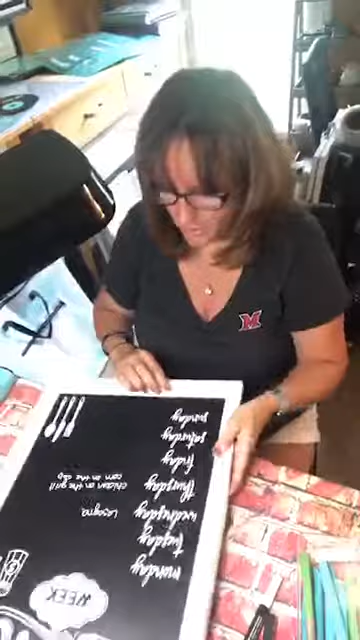 WEEK
monday
tuesday
wednesday lasagna
thursday chicken on the grill
corn on the cob
friday
saturday
sunday
M